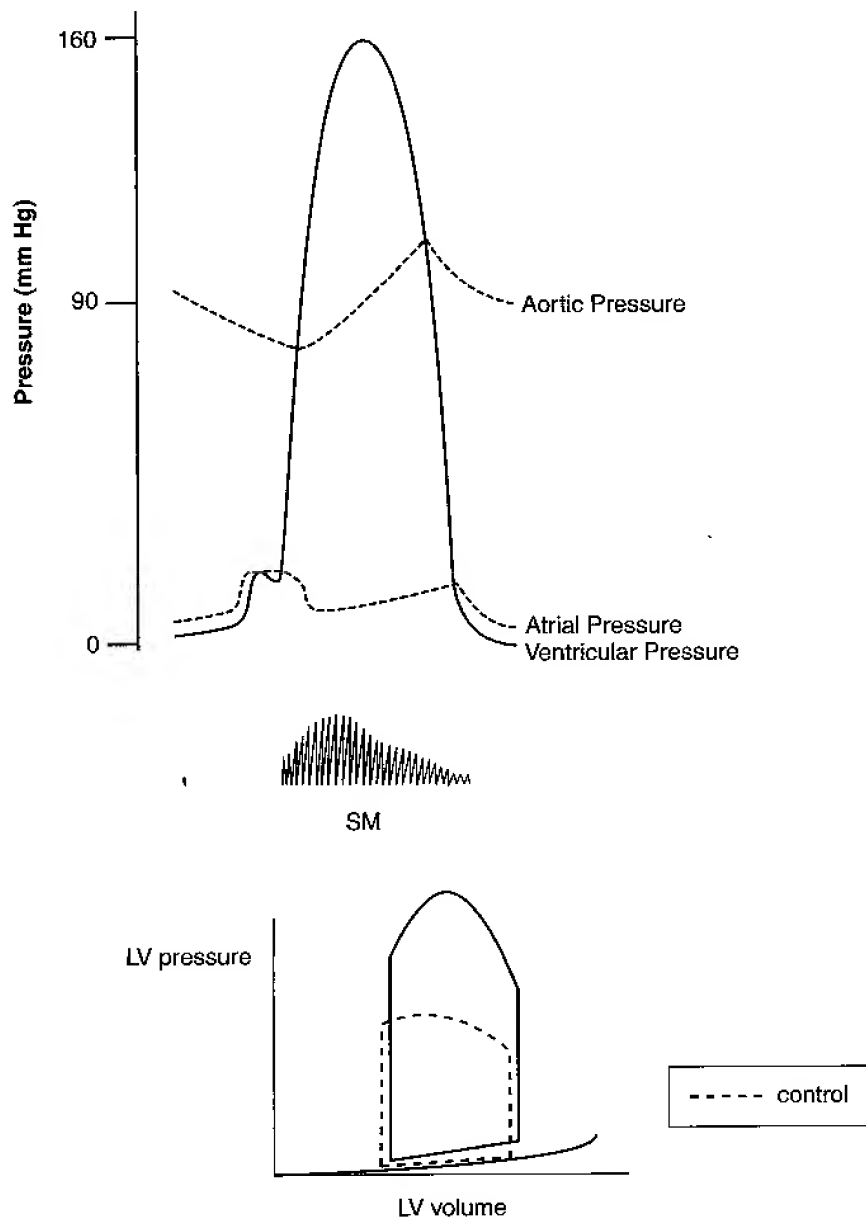 160
Pressure (mm Hg)
90
Aortic Pressure
Atrial Pressure
0
Ventricular Pressure
SM
LV pressure
control
LV volume